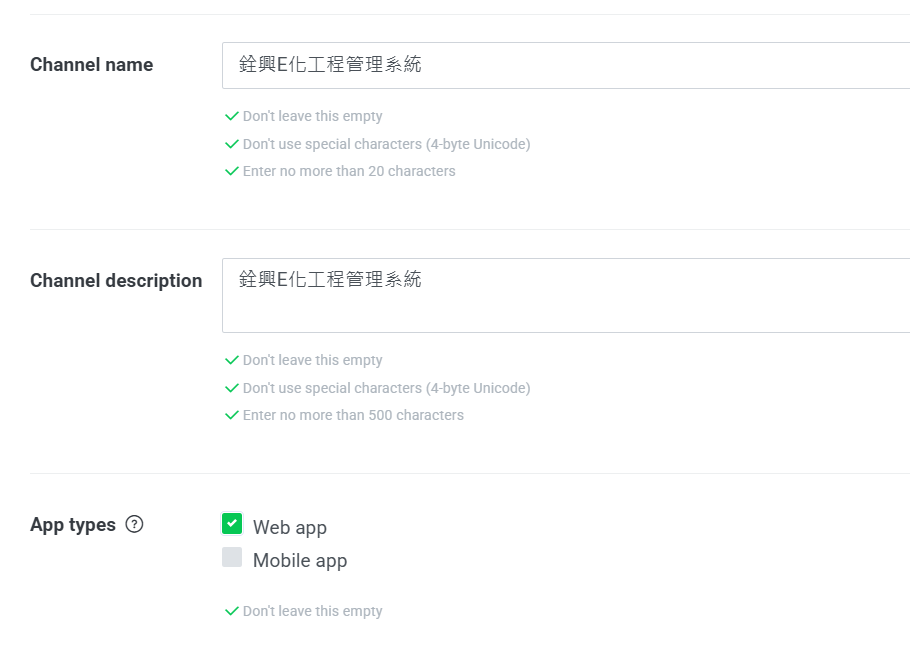 Channel name
銓興E化工程管理系統
Don't leave this empty
Don't use special characters (4-byte Unicode)
Enter no more than 20 characters
Channel description
銓興E化工程管理系統
Don't leave this empty
Don't use special characters (4-byte Unicode)
Enter no more than 500 characters
App types ?
Web app
Mobile app
Don't leave this empty